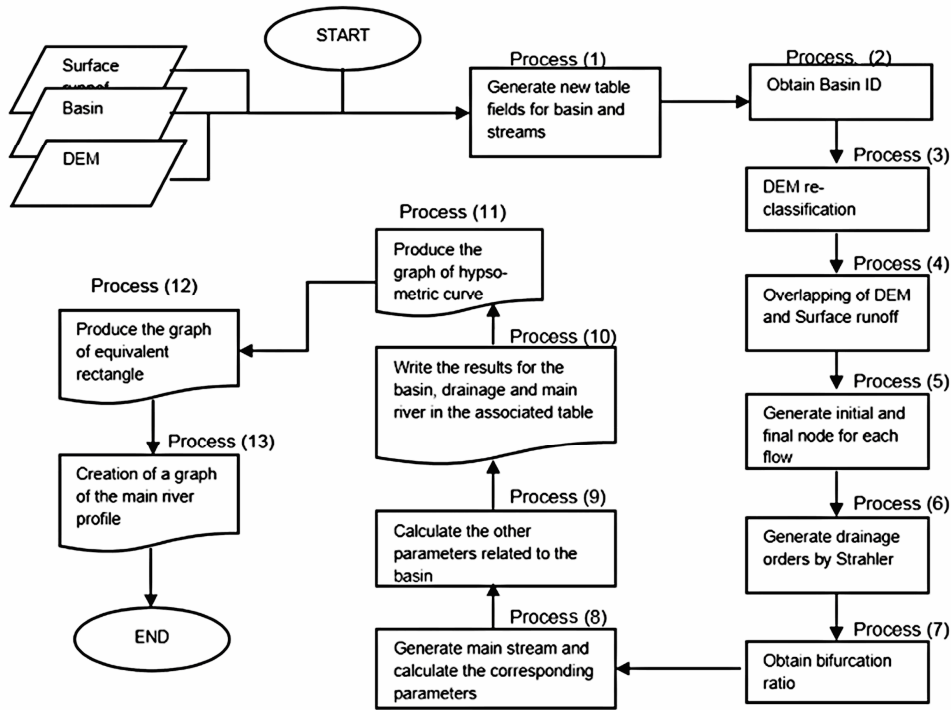 START
Surface
Basin
DEM
Process (1)
Generate new table
fields for basin and
streams
Process. (2)
Obtain Basin ID
Process (3)
DEM re-
classification
Process (4)
Overlapping of DEM
and Surface runoff
Process (5)
Generate initial and
final node for each
flow
Process (6)
Generate drainage
orders by Strahler
Process (7)
Obtain bifurcation
ratio
Process (8)
Generate main stream and
calculate the corresponding
parameters
Process (9)
Calculate the other
parameters related to the
basin
Process (10)
Write the results for the
basin, drainage and main
river in the associated table
Process (11)
Produce the
graph of hypso-
metric curve
Process (12)
Produce the graph
of equivalent
rectangle
Process (13)
Creation of a graph
of the main river
profile
END